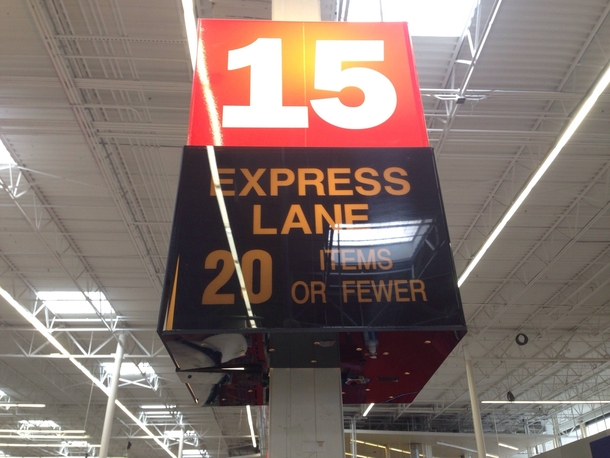 15
EXPRESS
LANE
20 ITEMS
OR FEWER